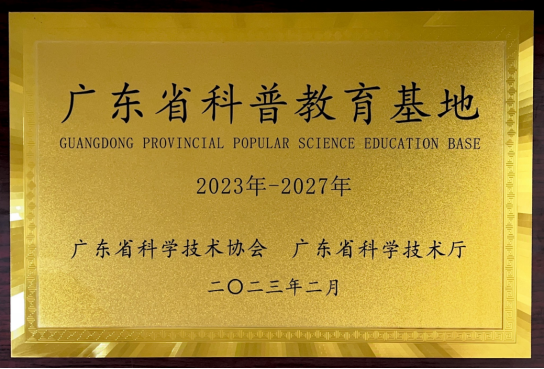 广东省科普教育基地
GUANGDONG PROVINCIAL POPULAR SCIENCE EDUCATION BASE
2023年-2027年
广东省科学技术协会 广东省科学技术厅
二〇二三年二月